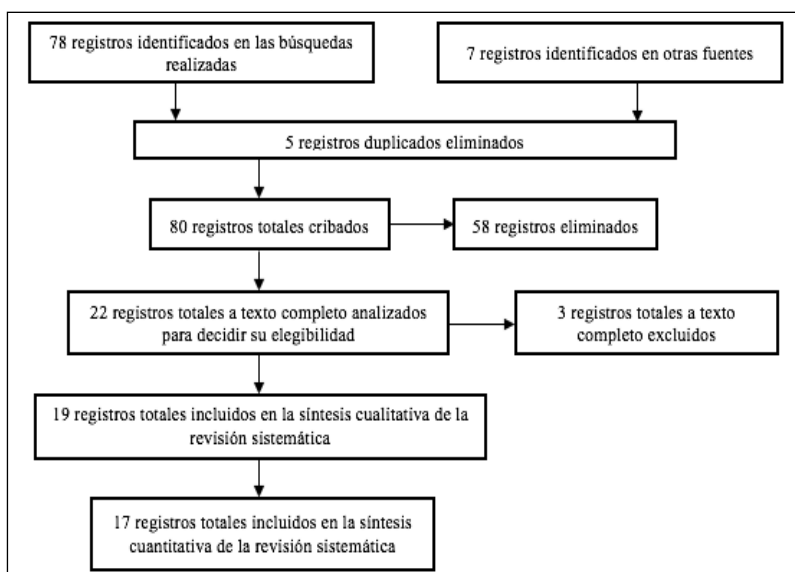 78 registros identificados en las búsquedas
realizadas
7 registros identificados en otras fuentes
5 registros duplicados eliminados
80 registros totales cribados
58 registros eliminados
22 registros totales a texto completo analizados
para decidir su elegibilidad
3 registros totales a texto
completo excluidos
19 registros totales incluidos en la síntesis cualitativa de la
revisión sistemática
17 registros totales incluidos en la síntesis
cuantitativa de la revisión sistemática